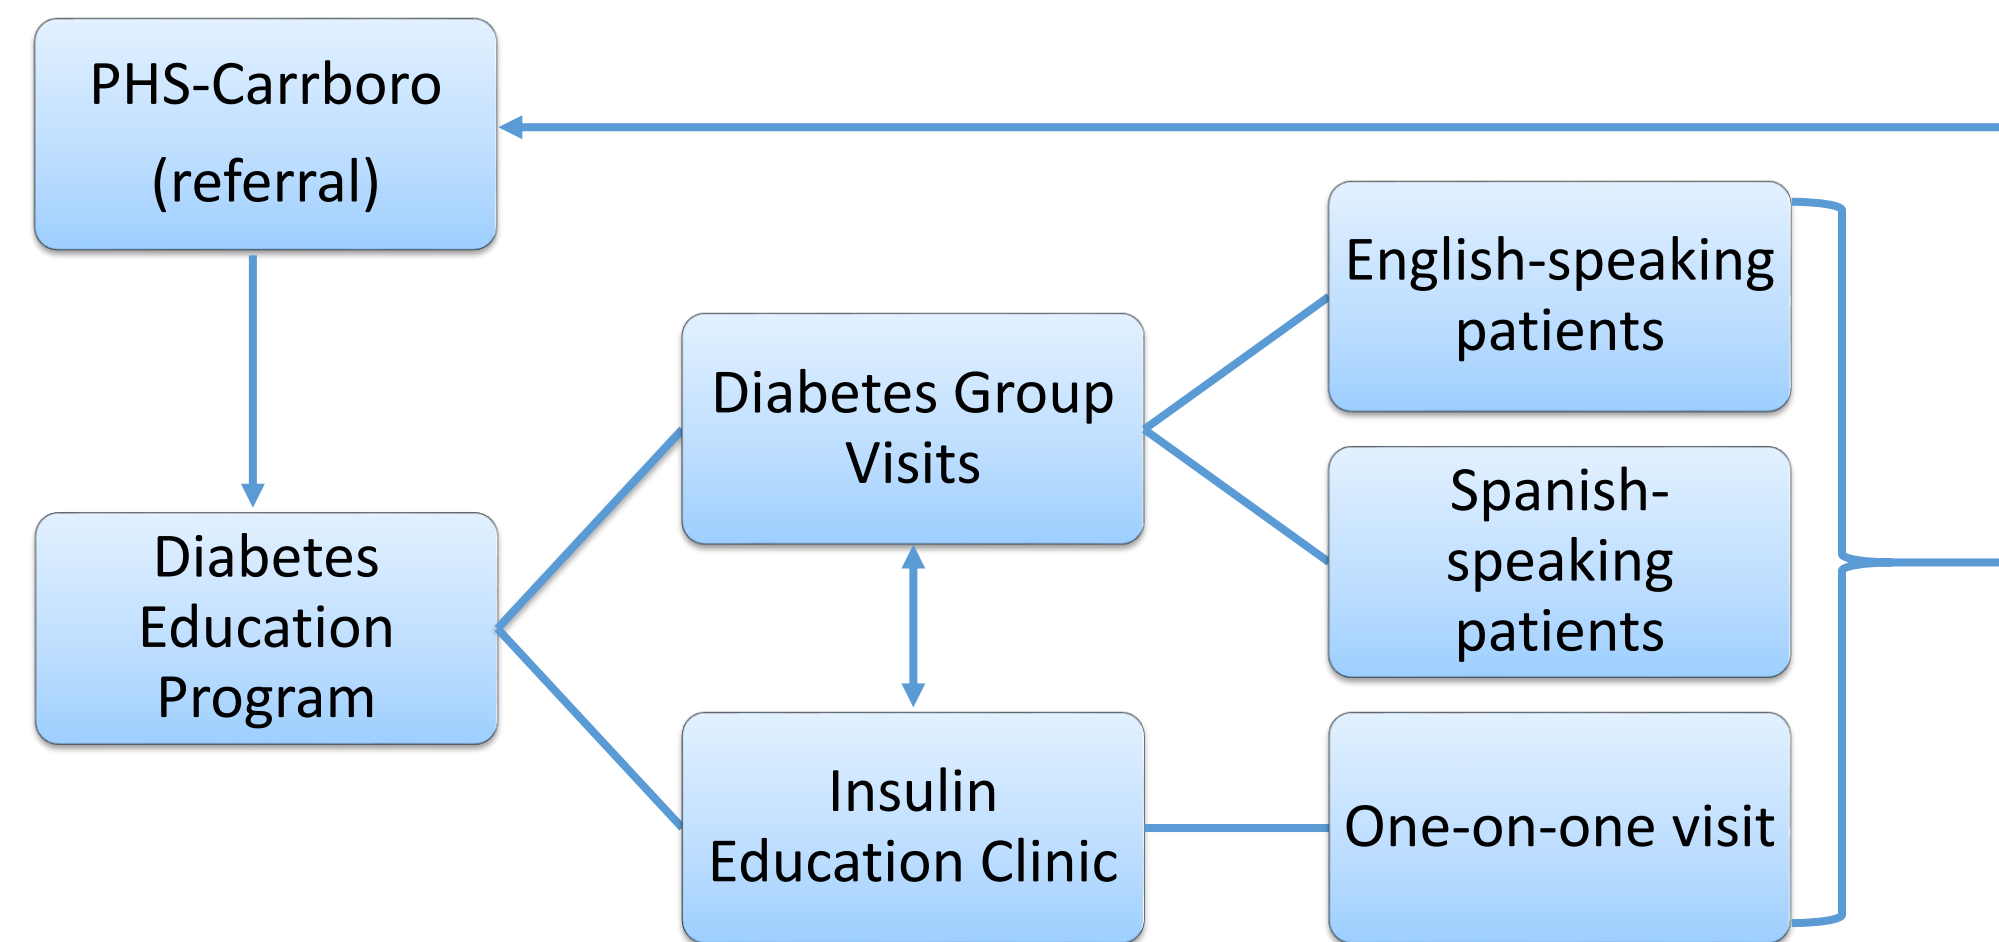 PHS-Carrboro
(referral)
Diabetes
Education
Program
Diabetes Group
Visits
Insulin
Education Clinic
English-speaking
patients
Spanish-
speaking
patients
One-on-one visit